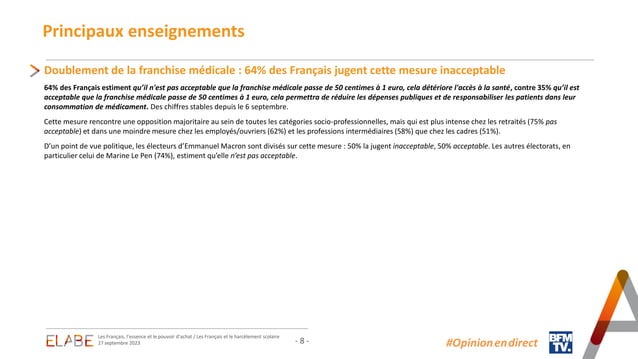 Principaux enseignements
Doublement de la franchise médicale : 64% des Français jugent cette mesure inacceptable
64% des Français estiment qu'il n'est pas acceptable que la franchise médicale passe de 50 centimes à 1 euro, cela détériore l'accès à la santé, contre 35% qu'il est
acceptable que la franchise médicale passe de 50 centimes à 1 euro, cela permettra de réduire les dépenses publiques et de responsabiliser les patients dans leur
consommation de médicament. Des chiffres stables depuis le 6 septembre.
Cette mesure rencontre une opposition majoritaire au sein de toutes les catégories socio-professionnelles, mais qui est plus intense chez les retraités (75% pas
acceptable) et dans une moindre mesure chez les employés/ouvriers (62%) et les professions intermédiaires (58%) que chez les cadres (51%).
D'un point de vue politique, les électeurs d'Emmanuel Macron sont divisés sur cette mesure : 50% la jugent inacceptable, 50% acceptable. Les autres électorats, en
particulier celui de Marine Le Pen (74%), estiment qu'elle n'est pas acceptable.
ELABE
Les Français, l'essence et le pouvoir d'achat / Les Français et le harcèlement scolaire
27 septembre 2023
- 8 -
#Opinionendirect
BFM
TV.